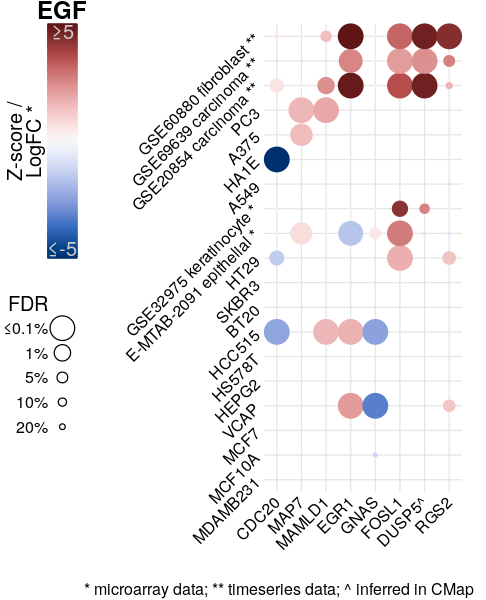 EGF
≥5
Z-score /
LogFC *
≤-5
FDR
≤0.1%
1%
5%
10%
20%
GSE60880 fibroblast **
GSE69639 carcinoma **
GSE20854 carcinoma **
PC3
A375
HA1E
A549
GSE32975 keratinocyte *
E-MTAB-2091 epithelial *
HT29
SKBR3
BT20
HCC515
HS578T
HEPG2
VCAP
MCF7
MCF10A
MDAMB231
CDC20
MAP7
MAMLD1
EGR1
GNAS
FOSL1
DUSP5^
RGS2
* microarray data; ** timeseries data; ^ inferred in CMap